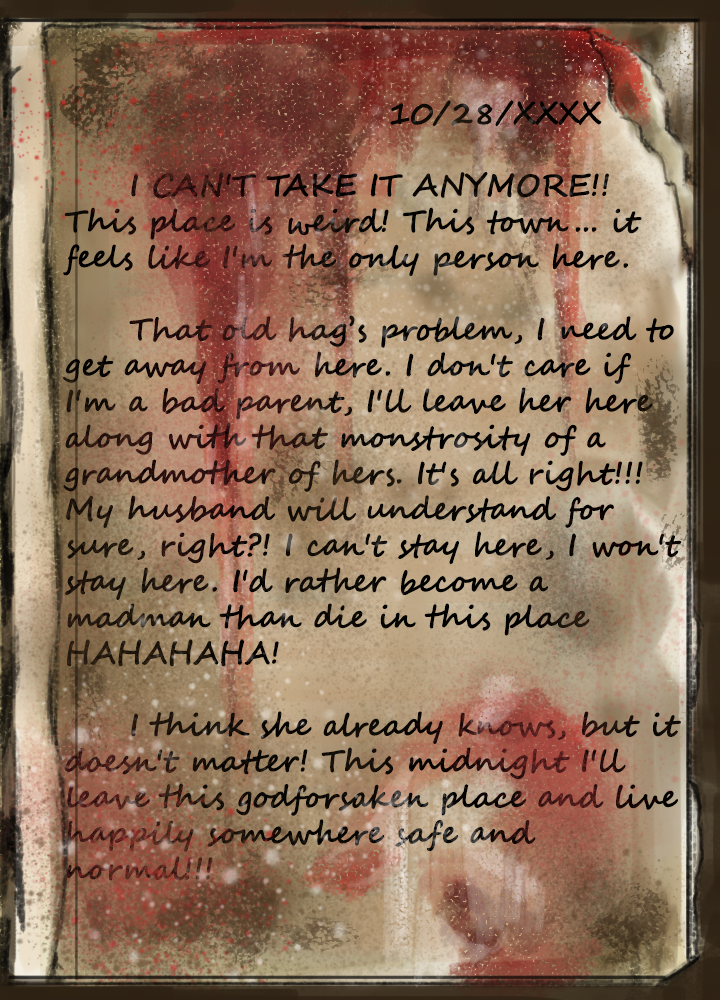 10/28/XXXX
I CAN'T TAKE IT ANYMORE!!
This place is weird! This town... it
feels like I'm the only person here.
That old hag's problem, I need to
get away from here. I don't care if
I'm a bad parent, I'll leave her here
along with that monstrosity of a
grandmother of hers. It's all right!!!
My husband will understand for
sure, right?! I can't stay here, I won't
stay here. I'd rather become a
madman than die in this place
HAHAHAHA!
I think she already knows, but it
doesn't matter! This midnight I'll
leave this godforsaken place and live
happily somewhere safe and
normal!!!